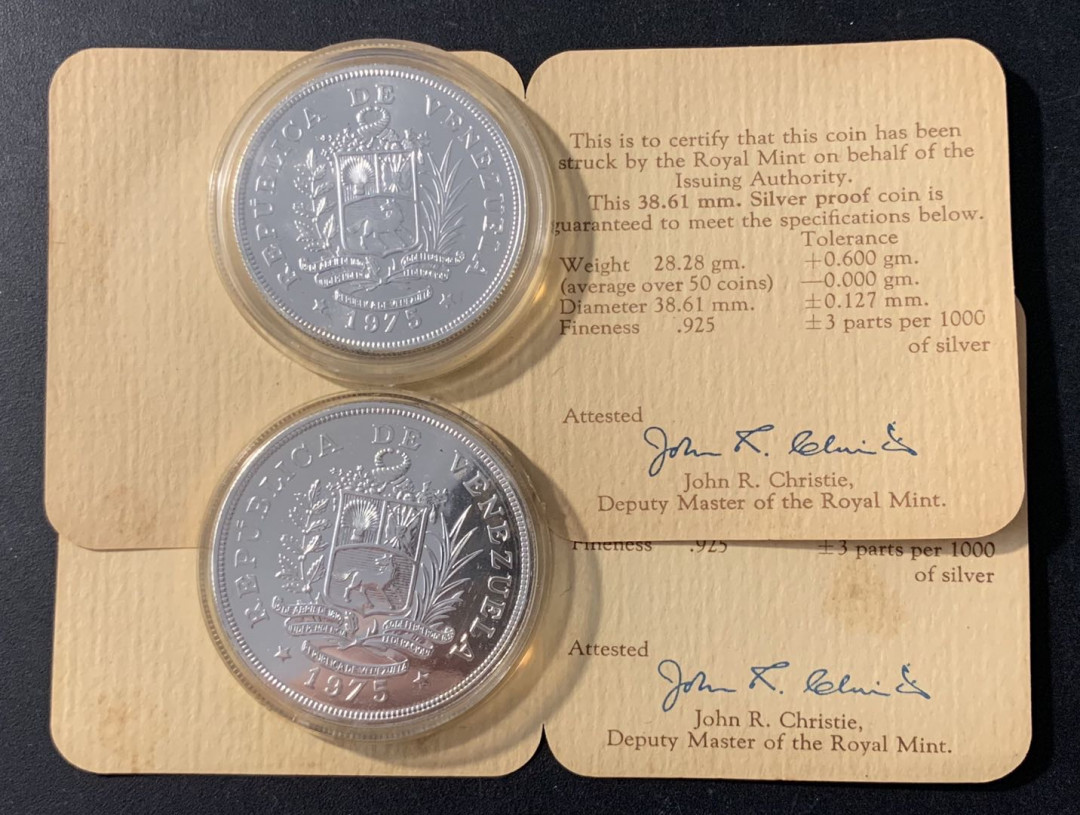 REPÚBLICA DE VENEZUELA
1975
This is to certify that this coin has been
struck by the Royal Mint on behalf of the
Issuing Authority.
This 38.61 mm. Silver proof coin is
guaranteed to meet the specifications below.
Tolerance
Weight 28.28 gm. +0.600 gm.
(average over 50 coins) —0.000 gm.
Diameter 38.61 mm. ±0.127 mm.
Fineness .925 ±3 parts per 1000
of silver
Attested
John R. Christie
John R. Christie,
Deputy Master of the Royal Mint.
REPÚBLICA DE VENEZUELA
1975
Fineness .925 ±3 parts per 1000
of silver
Attested
John R. Christie
John R. Christie,
Deputy Master of the Royal Mint.